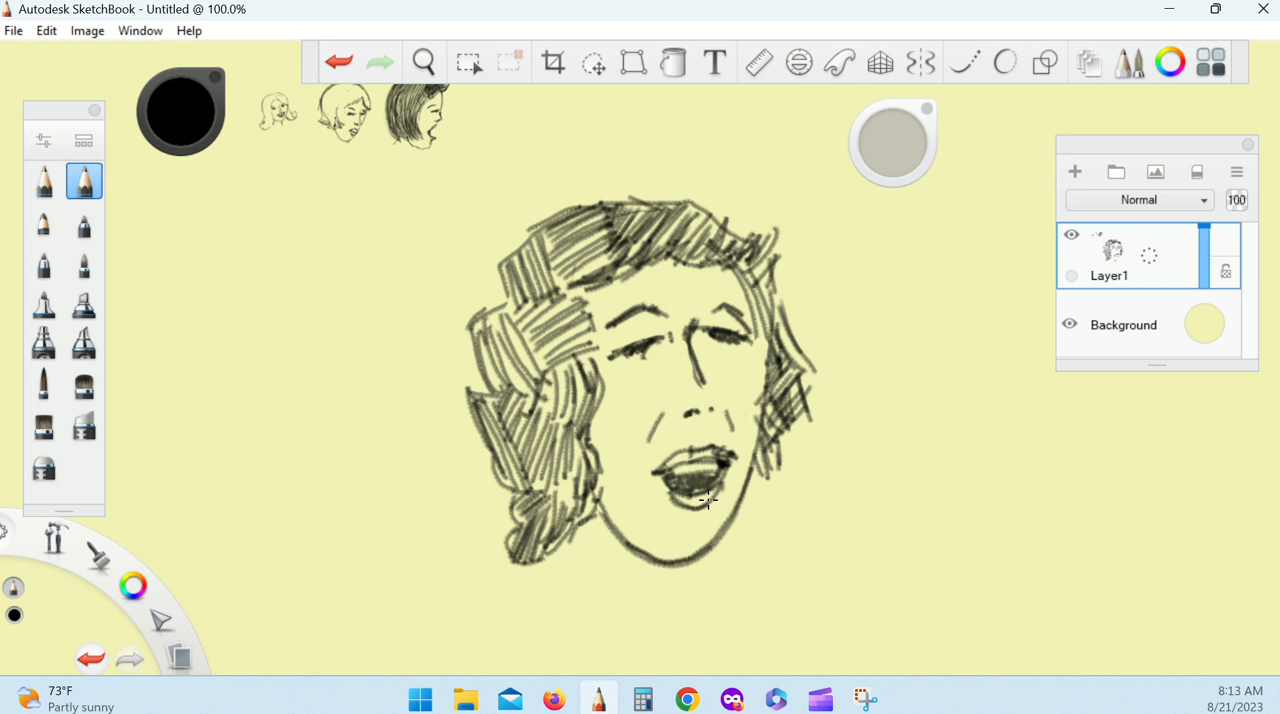 Autodesk SketchBook - Untitled @ 100.0%
File Edit Image Window Help
T
Normal 100
Layer1
Background
73°F
Partly sunny
8:13 AM
8/21/2023